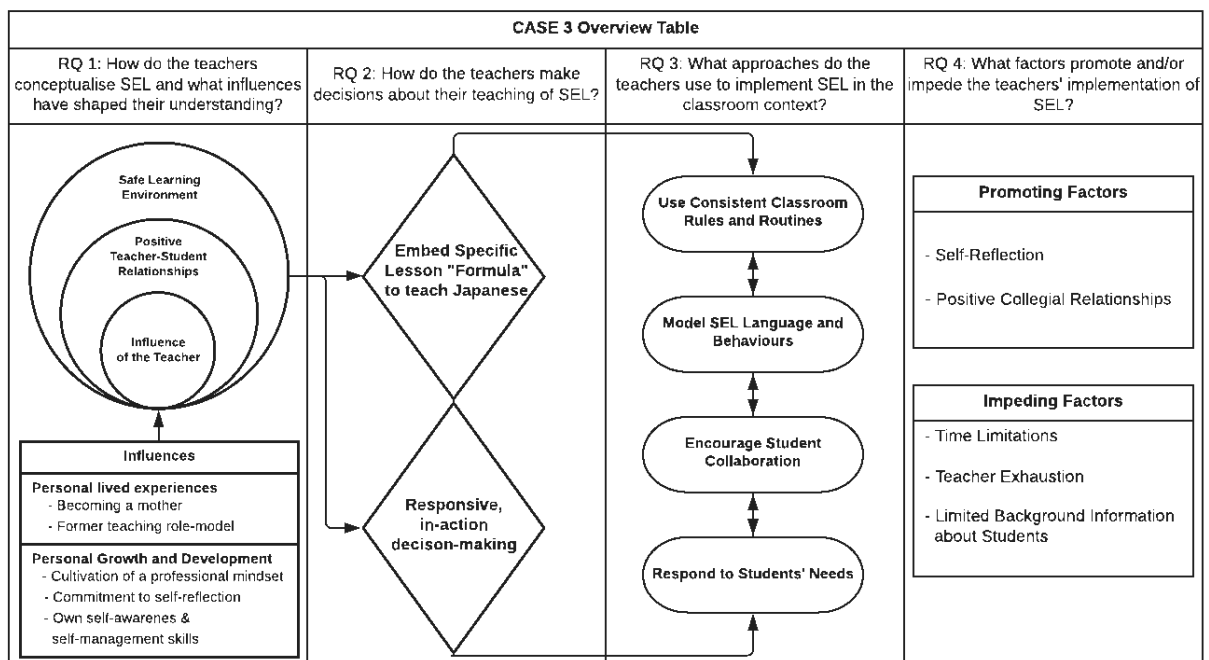 CASE 3 Overview Table
RQ 1: How do the teachers
conceptualise SEL and what influences
have shaped their understanding?
RQ 2: How do the teachers make
decisions about their teaching of SEL?
RQ 3: What approaches do the
teachers use to implement SEL in the
classroom context?
RQ 4: What factors promote and/or
impede the teachers' implementation of
SEL?
Safe Learning
Environment
Positive
Teacher-Student
Relationships
Influence
of the Teacher
Influences
Personal lived experiences
- Becoming a mother
- Former teaching role-model
Personal Growth and Development
- Cultivation of a professional mindset
- Commitment to self-reflection
- Own self-awarenes &
self-management skills
Embed Specific
Lesson "Formula"
to teach Japanese
Responsive,
in-action
decison-making
Use Consistent Classroom
Rules and Routines
Model SEL Language and
Behaviours
Encourage Student
Collaboration
Respond to Students' Needs
Promoting Factors
- Self-Reflection
- Positive Collegial Relationships
Impeding Factors
- Time Limitations
- Teacher Exhaustion
- Limited Background Information
about Students